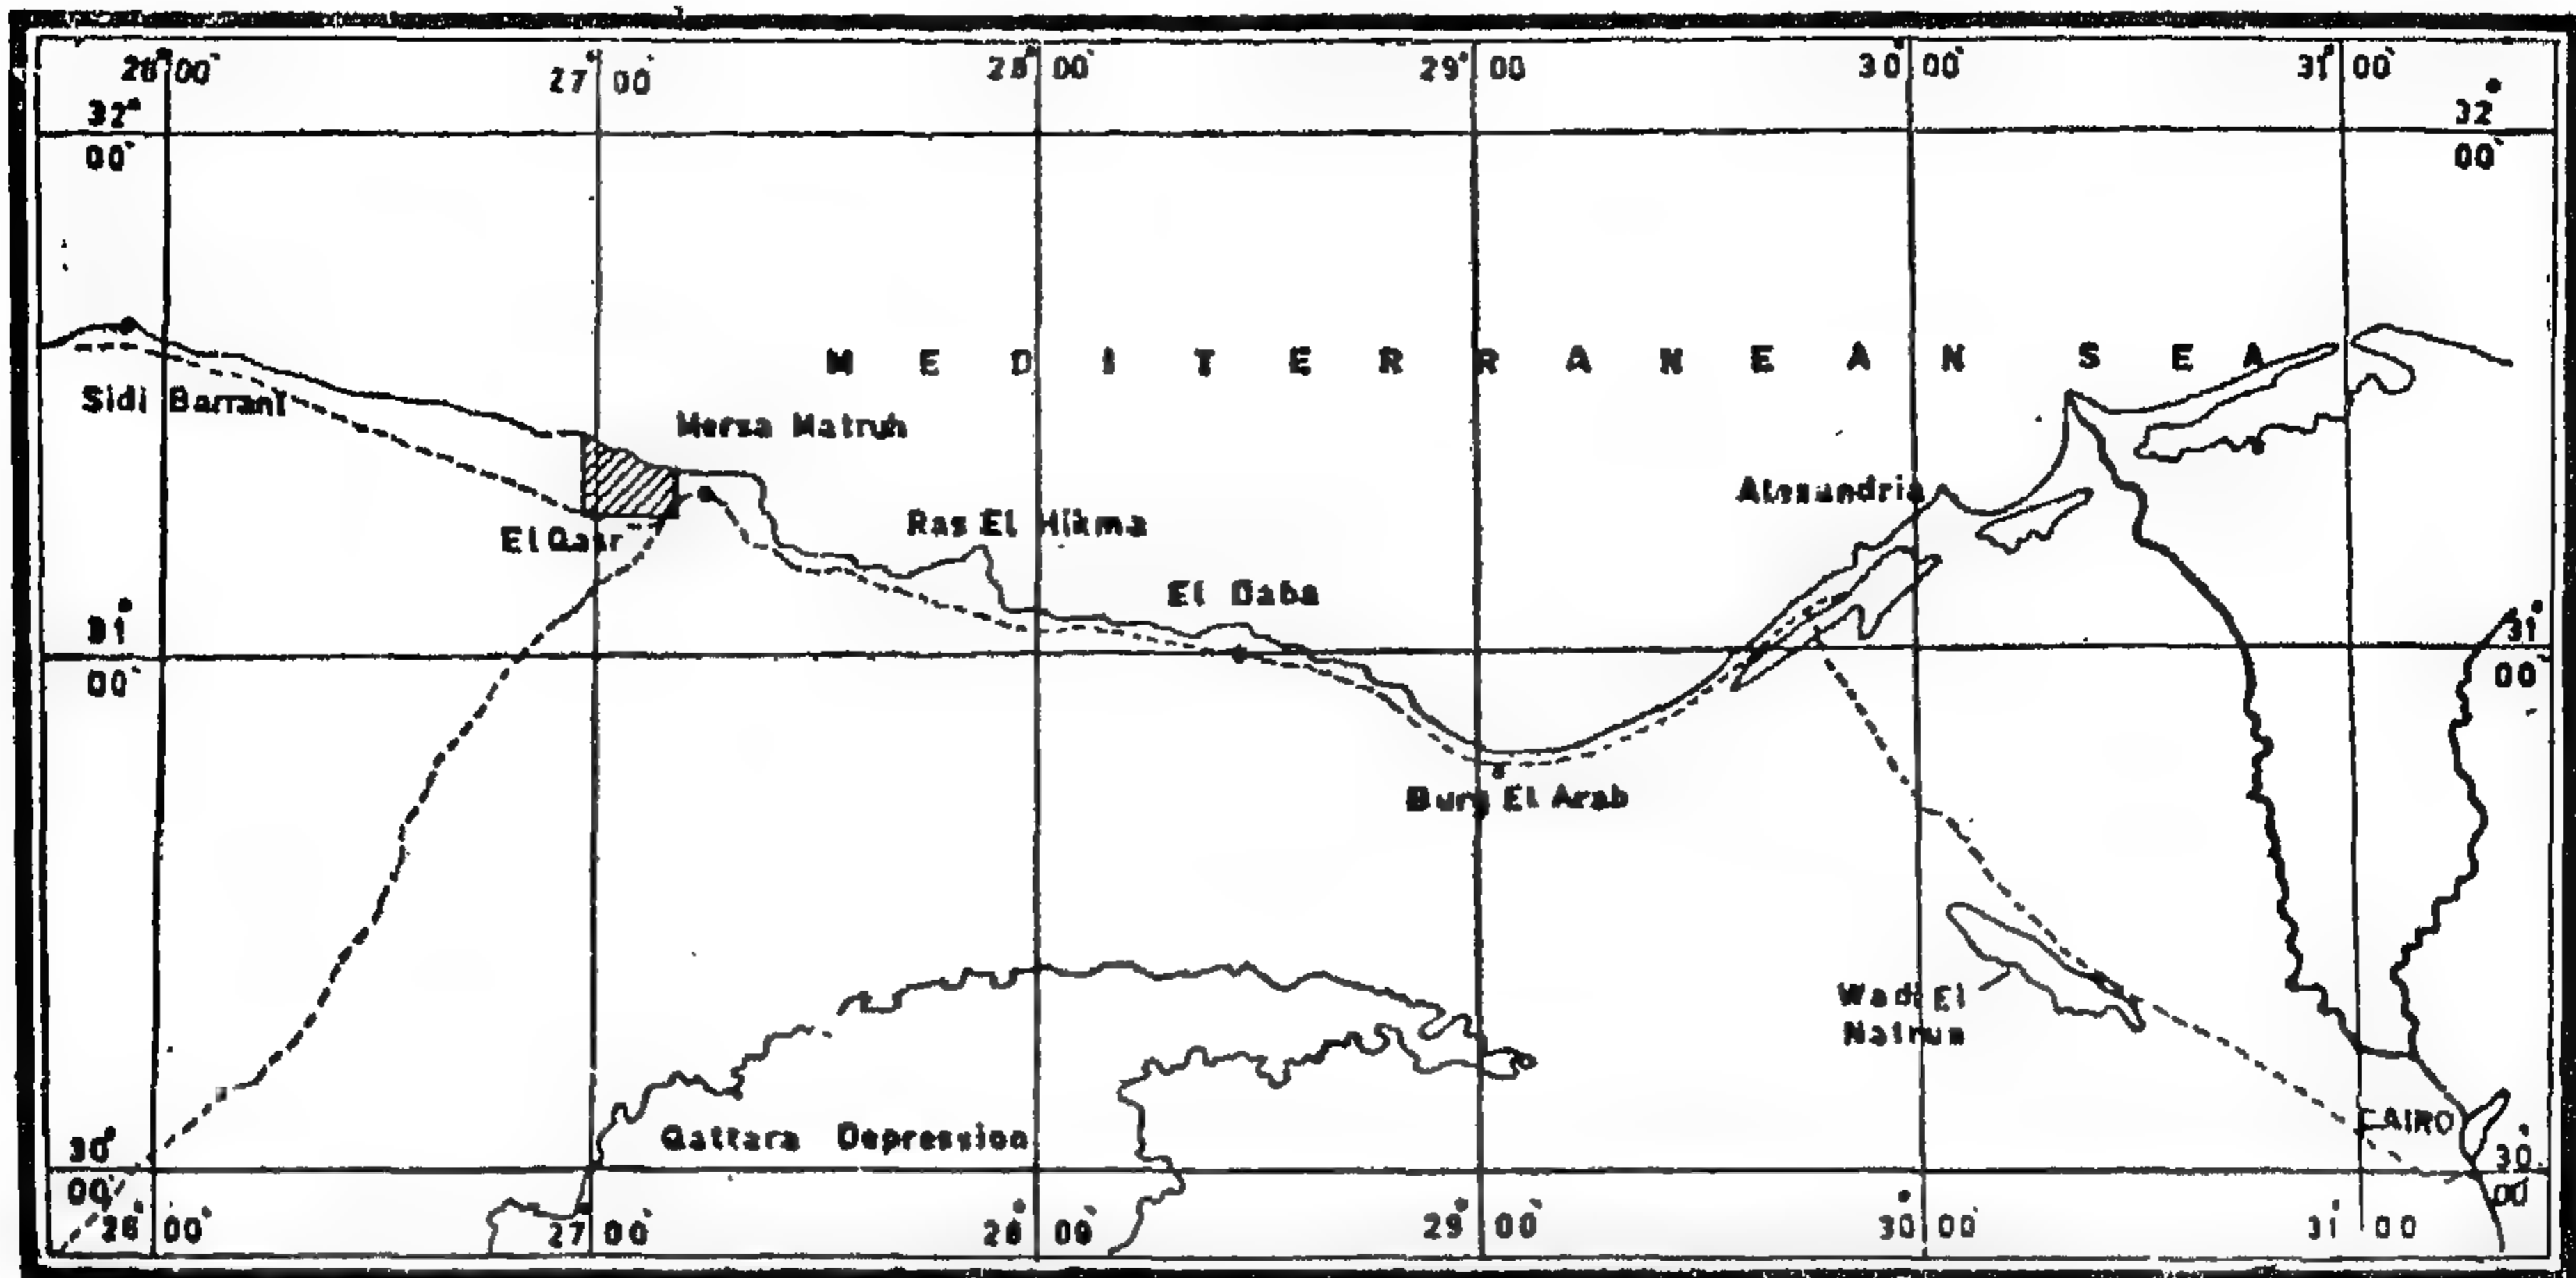 26°00'
27°00'
28°00'
29°00'
30°00'
31°00'
32°
00'
32°
00'
MEDITERRANEAN SEA
Sidi Barrani
Mersa Matruh
Alexandria
Ras El Hikma
El Qasr
El Daba
31°
00'
31°
00'
Burg El Arab
Wadi El
Natrun
Qattara Depression
CAIRO
30°
00'
30°
00'
26°00'
27°00'
28°00'
29°00'
30°00'
31°00